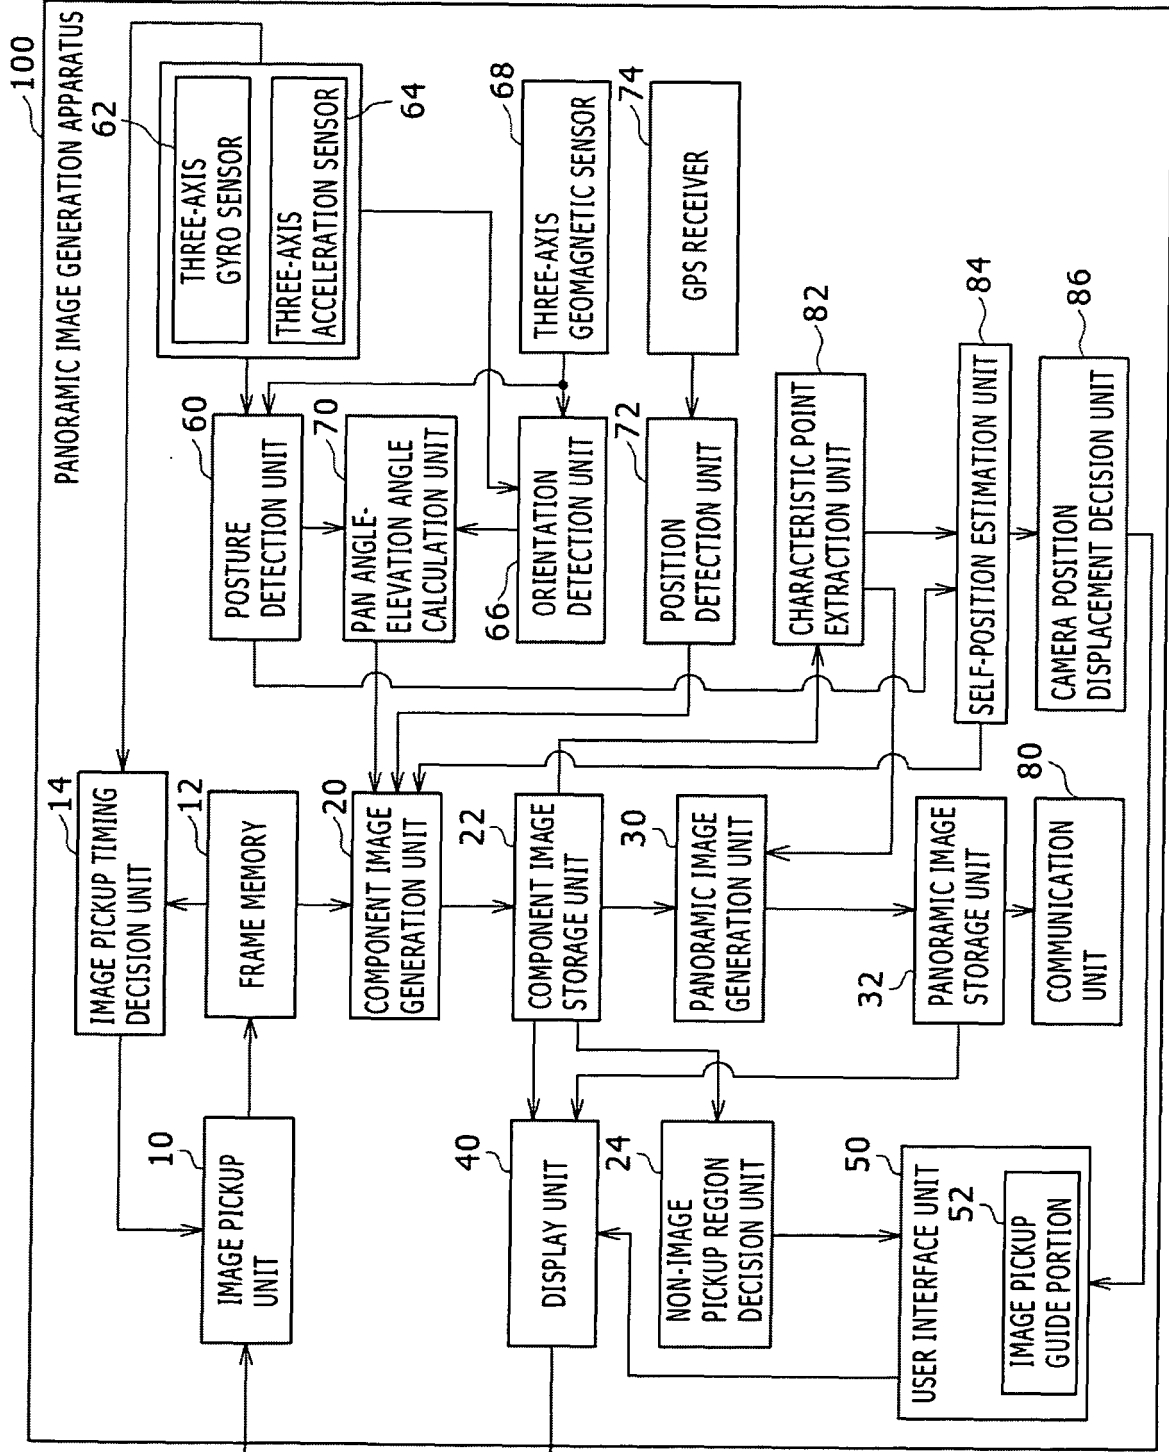 100
PANORAMIC IMAGE GENERATION APPARATUS
10
IMAGE PICKUP
UNIT
14
IMAGE PICKUP TIMING
DECISION UNIT
12
FRAME MEMORY
62
THREE-AXIS
GYRO SENSOR
THREE-AXIS
ACCELERATION SENSOR
64
60
POSTURE
DETECTION UNIT
70
PAN ANGLE-
ELEVATION ANGLE
CALCULATION UNIT
20
COMPONENT IMAGE
GENERATION UNIT
68
THREE-AXIS
GEOMAGNETIC SENSOR
66
ORIENTATION
DETECTION UNIT
40
DISPLAY UNIT
22
COMPONENT IMAGE
STORAGE UNIT
74
GPS RECEIVER
72
POSITION
DETECTION UNIT
24
NON-IMAGE
PICKUP REGION
DECISION UNIT
30
PANORAMIC IMAGE
GENERATION UNIT
82
CHARACTERISTIC POINT
EXTRACTION UNIT
50
USER INTERFACE UNIT
52
IMAGE PICKUP
GUIDE PORTION
32
PANORAMIC IMAGE
STORAGE UNIT
84
SELF-POSITION ESTIMATION UNIT
80
COMMUNICATION
UNIT
86
CAMERA POSITION
DISPLACEMENT DECISION UNIT